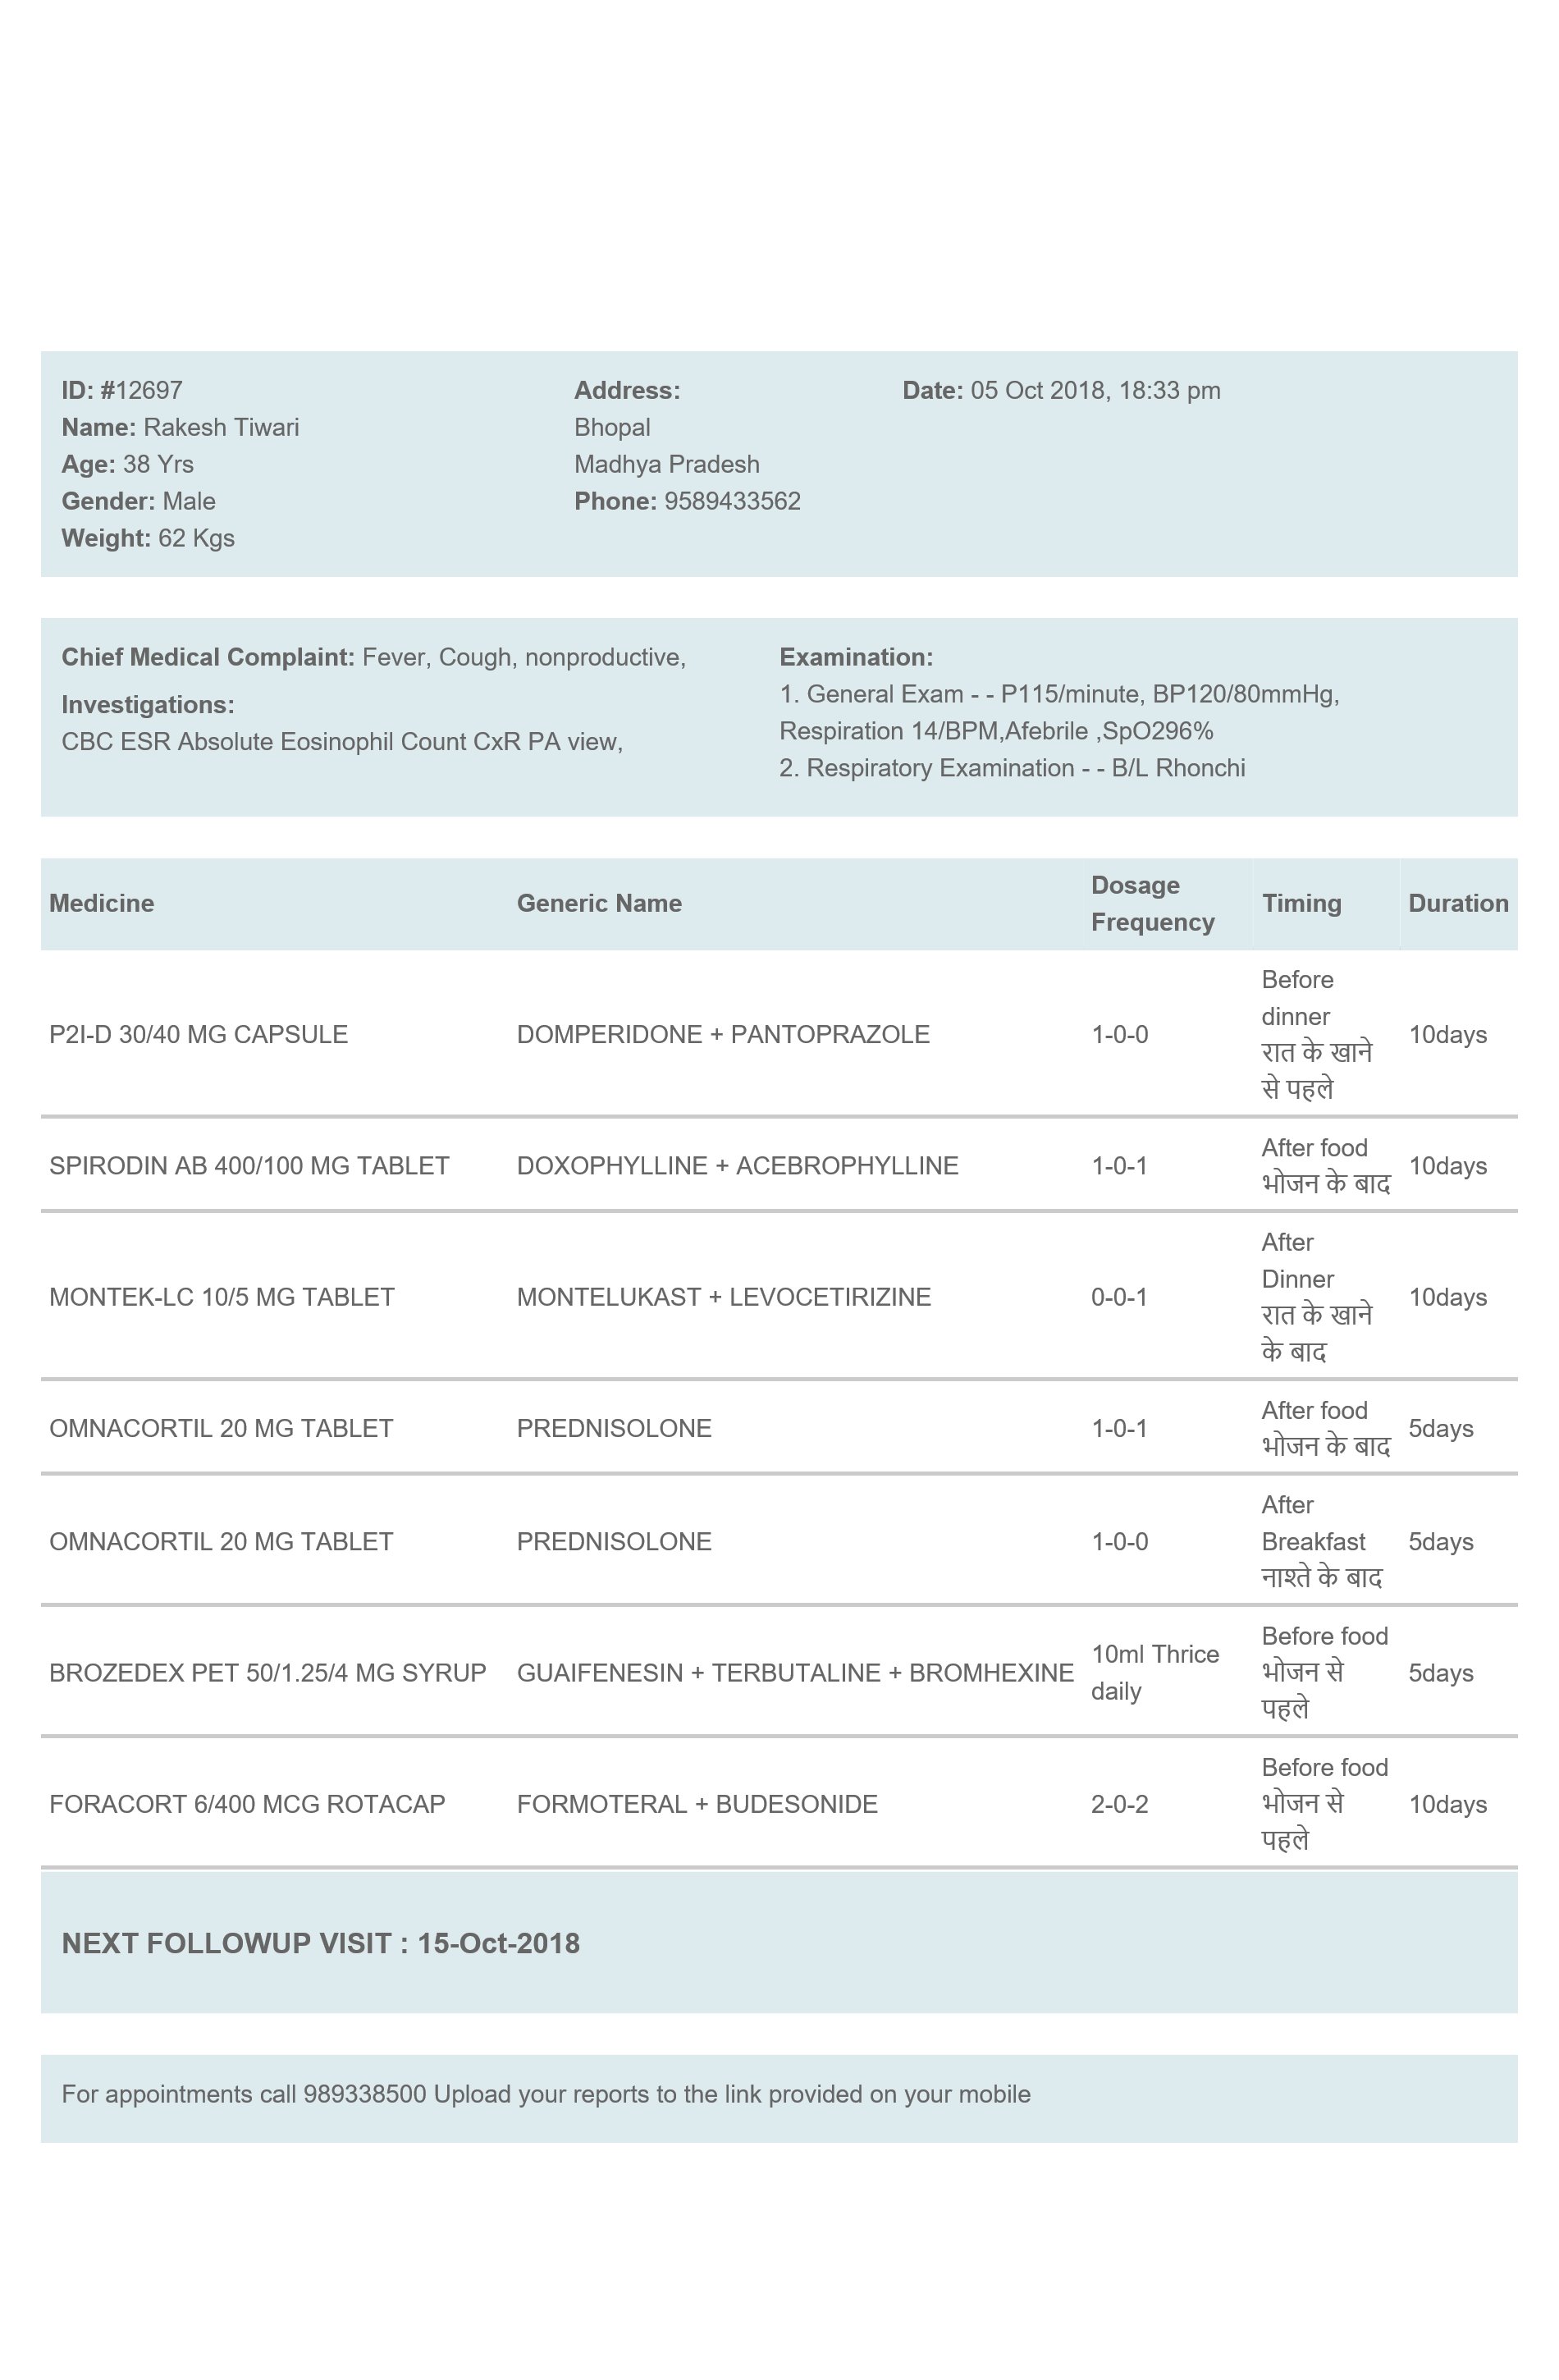 ID: #12697
Name: Rakesh Tiwari
Age: 38 Yrs
Gender: Male
Weight: 62 Kgs
Address:
Bhopal
Madhya Pradesh
Phone: 9589433562
Date: 05 Oct 2018, 18:33 pm
Chief Medical Complaint: Fever, Cough, nonproductive,
Investigations:
CBC ESR Absolute Eosinophil Count CxR PA view,
Examination:
1. General Exam - - P115/minute, BP120/80mmHg,
Respiration 14/BPM,Afebrile ,SpO296%
2. Respiratory Examination - - B/L Rhonchi
Medicine
Generic Name
Dosage
Frequency
Timing
Duration
P2I-D 30/40 MG CAPSULE
DOMPERIDONE + PANTOPRAZOLE
1-0-0
Before
dinner
रात के खाने
से पहले
10days
SPIRODIN AB 400/100 MG TABLET
DOXOPHYLLINE + ACEBROPHYLLINE
1-0-1
After food
भोजन के बाद
10days
MONTEK-LC 10/5 MG TABLET
MONTELUKAST + LEVOCETIRIZINE
0-0-1
After
Dinner
रात के खाने
के बाद
10days
OMNACORTIL 20 MG TABLET
PREDNISOLONE
1-0-1
After food
भोजन के बाद
5days
OMNACORTIL 20 MG TABLET
PREDNISOLONE
1-0-0
After
Breakfast
नाश्ते के बाद
5days
BROZEDEX PET 50/1.25/4 MG SYRUP
GUAIFENESIN + TERBUTALINE + BROMHEXINE
10ml Thrice
daily
Before food
भोजन से
पहले
5days
FORACORT 6/400 MCG ROTACAP
FORMOTERAL + BUDESONIDE
2-0-2
Before food
भोजन से
पहले
10days
NEXT FOLLOWUP VISIT : 15-Oct-2018
For appointments call 989338500 Upload your reports to the link provided on your mobile